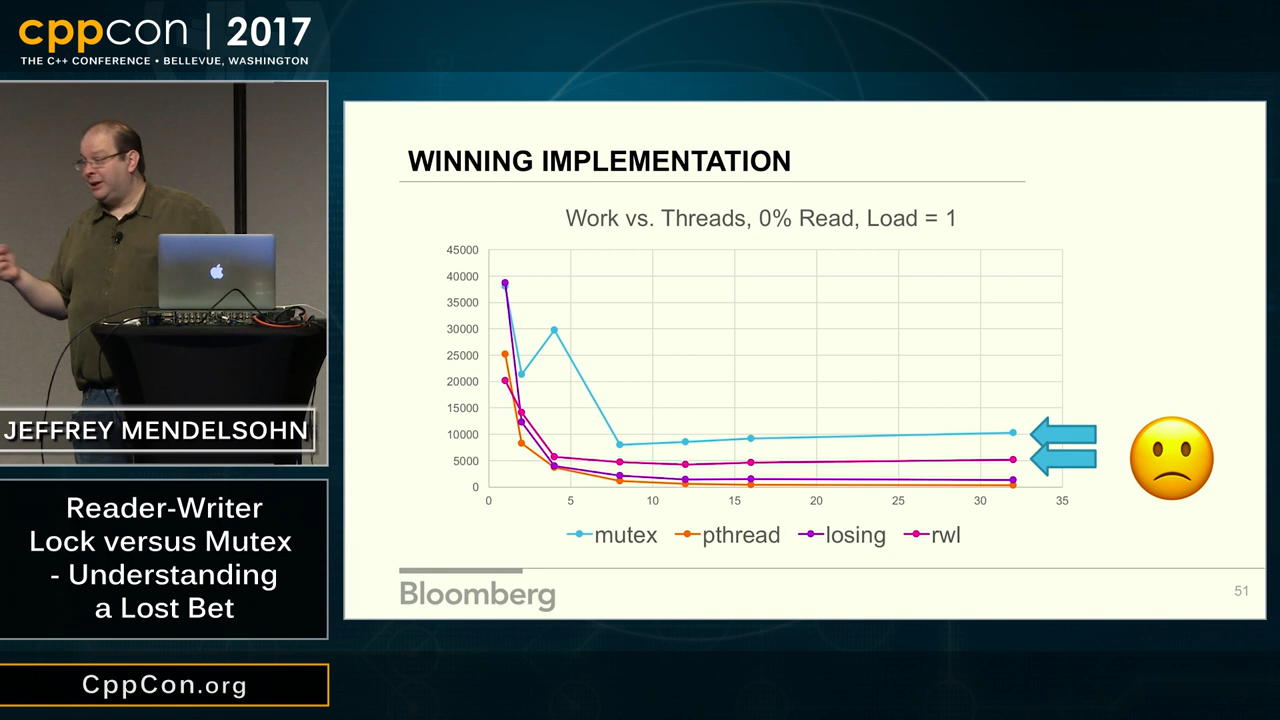 cppcon | 2017
THE C++ CONFERENCE • BELLEVUE, WASHINGTON
JEFFREY MENDELSOHN
Reader-Writer
Lock versus Mutex
- Understanding
a Lost Bet
CppCon.org
WINNING IMPLEMENTATION
Work vs. Threads, 0% Read, Load = 1
45000
40000
35000
30000
25000
20000
15000
10000
5000
0
0 5 10 15 20 25 30 35
mutex pthread losing rwl
Bloomberg
51